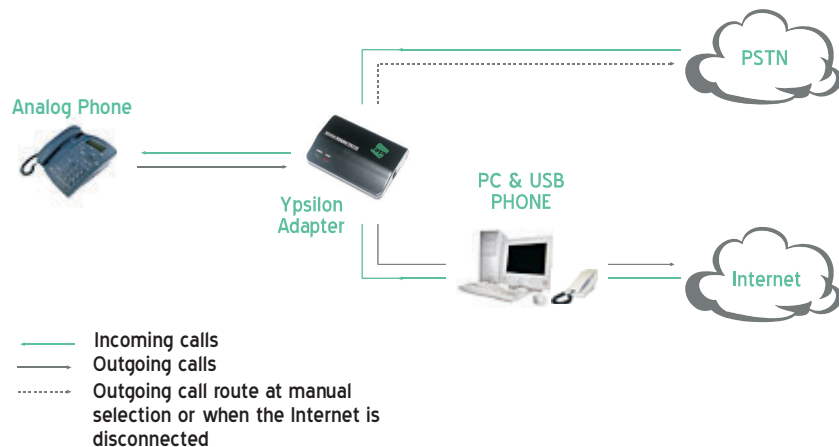 PSTN
Analog Phone
PC & USB
PHONE
Ypsilon
Adapter
Internet
Incoming calls
Outgoing calls
Outgoing call route at manual
selection or when the Internet is
disconnected